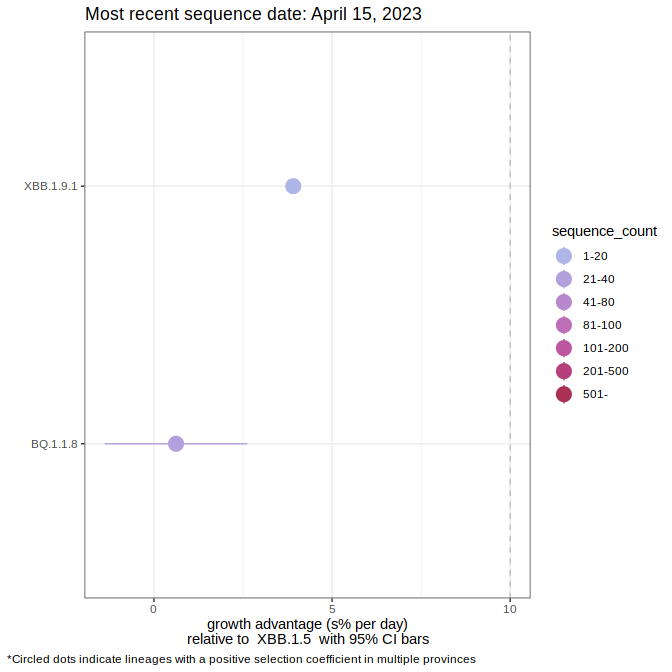 Most recent sequence date: April 15, 2023
XBB.1.9.1
BQ.1.1.8
0 5 10
growth advantage (s% per day)
relative to  XBB.1.5  with 95% CI bars
*Circled dots indicate lineages with a positive selection coefficient in multiple provinces
sequence_count
1-20
21-40
41-80
81-100
101-200
201-500
501-